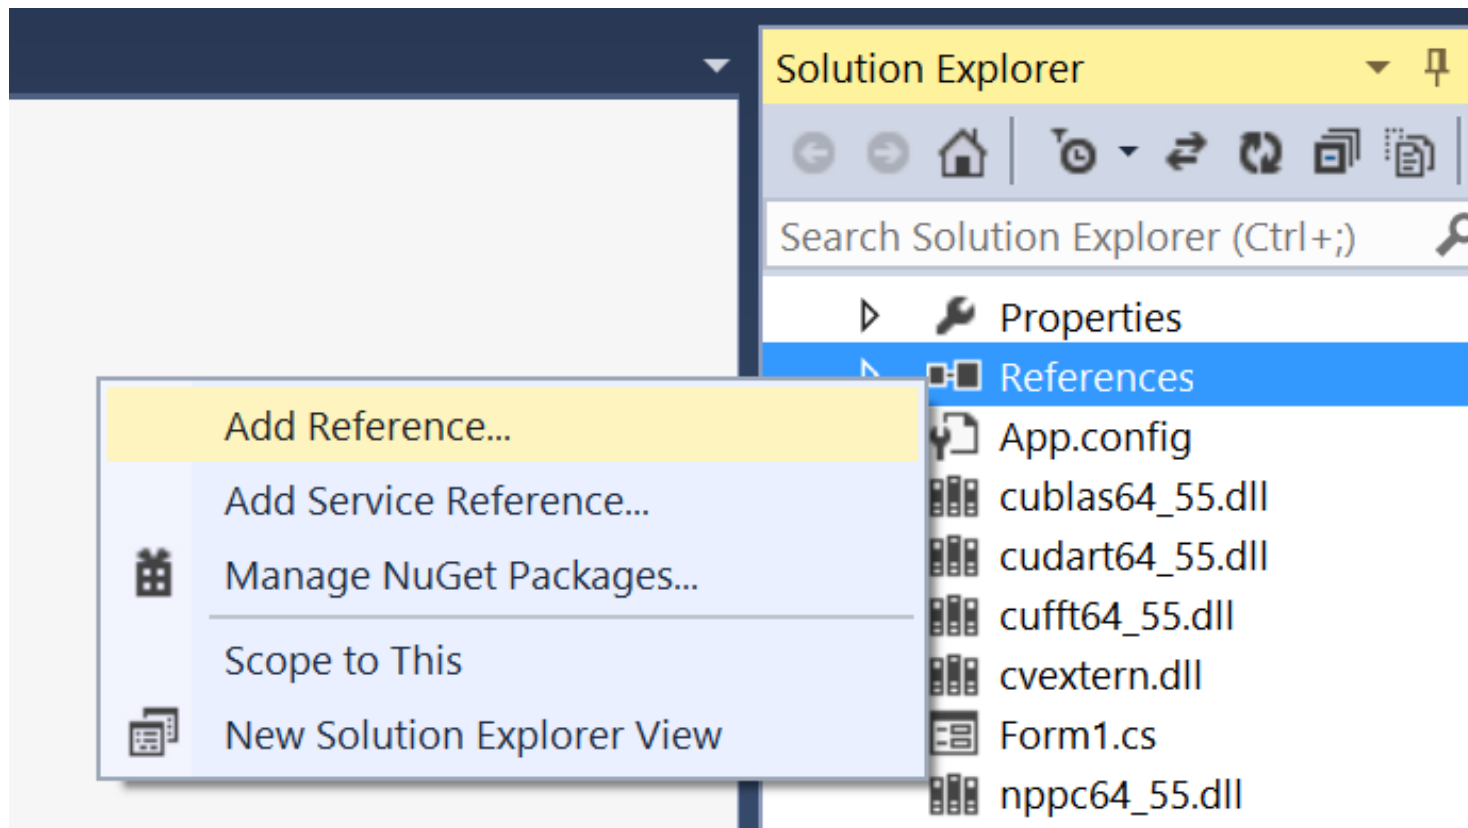 Solution Explorer
Search Solution Explorer (Ctrl+;)
Properties
References
App.config
cublas64_55.dll
cudart64_55.dll
cufft64_55.dll
cvextern.dll
Form1.cs
nppc64_55.dll
Add Reference...
Add Service Reference...
Manage NuGet Packages...
Scope to This
New Solution Explorer View